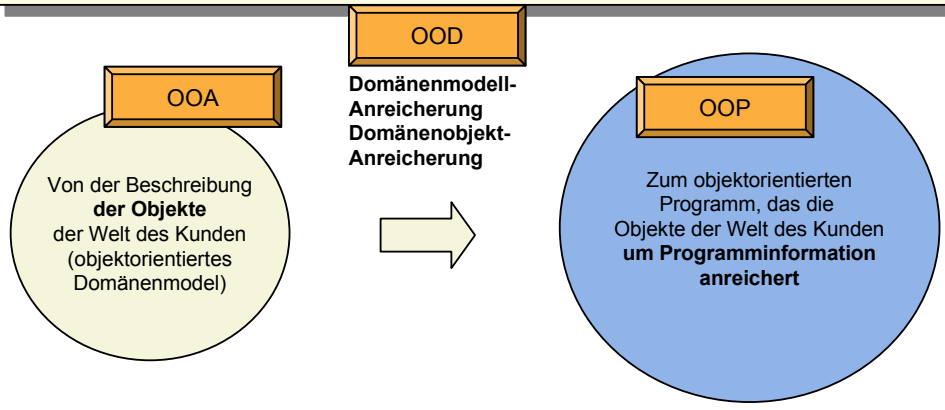 OOD
Domänenmodell-
Anreicherung
Domänenobjekt-
Anreicherung
OOA
Von der Beschreibung
der Objekte
der Welt des Kunden
(objektorientiertes
Domänenmodel)
OOP
Zum objektorientierten
Programm, das die
Objekte der Welt des Kunden
um Programminformation
anreichert